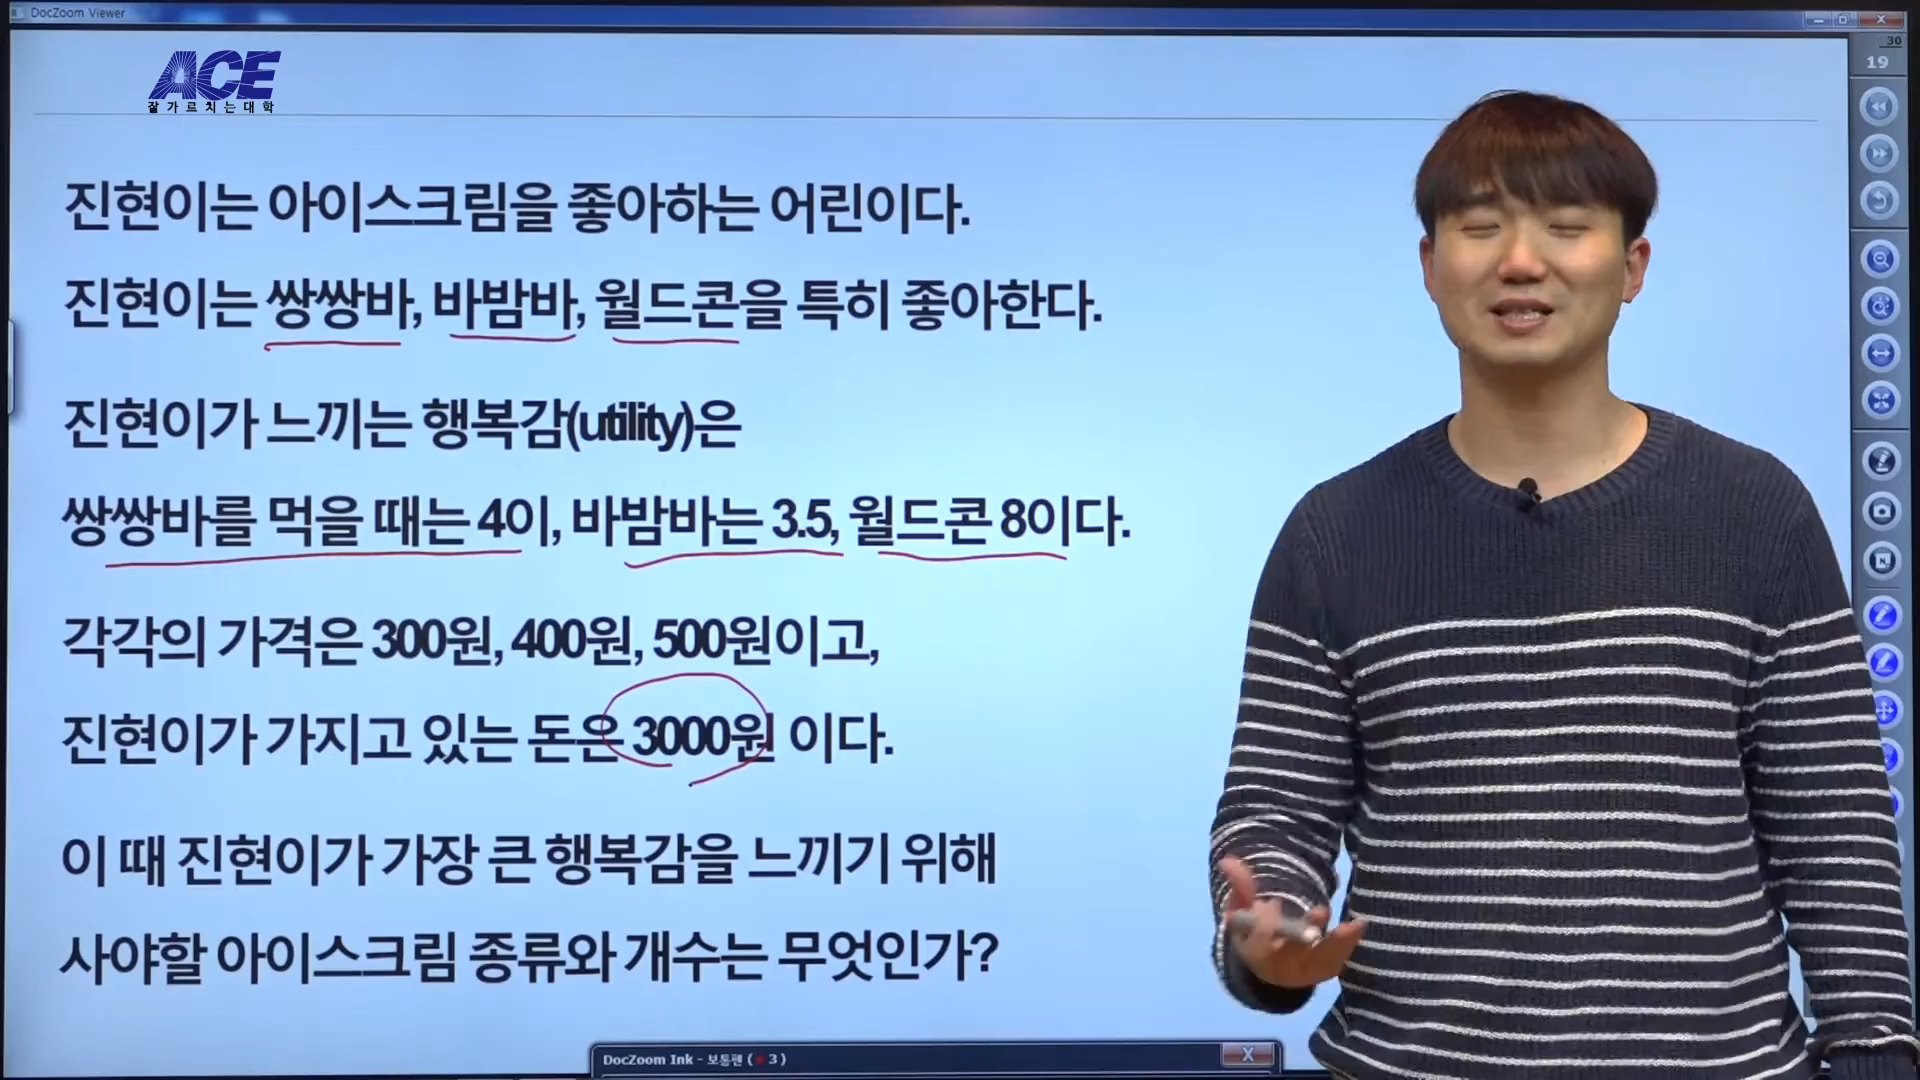 DocZoom Viewer
30
19
ACE
잘가르치는대학
진현이는 아이스크림을 좋아하는 어린이다.
진현이는 쌍쌍바, 바밤바, 월드콘을 특히 좋아한다.
진현이가 느끼는 행복감(utility)은
쌍쌍바를 먹을 때는 4이, 바밤바는 3.5, 월드콘 8이다.
각각의 가격은 300원, 400원, 500원이고,
진현이가 가지고 있는 돈은 3000원 이다.
이 때 진현이가 가장 큰 행복감을 느끼기 위해
사야할 아이스크림 종류와 개수는 무엇인가?
DocZoom Ink - 보통펜 ( 3 )